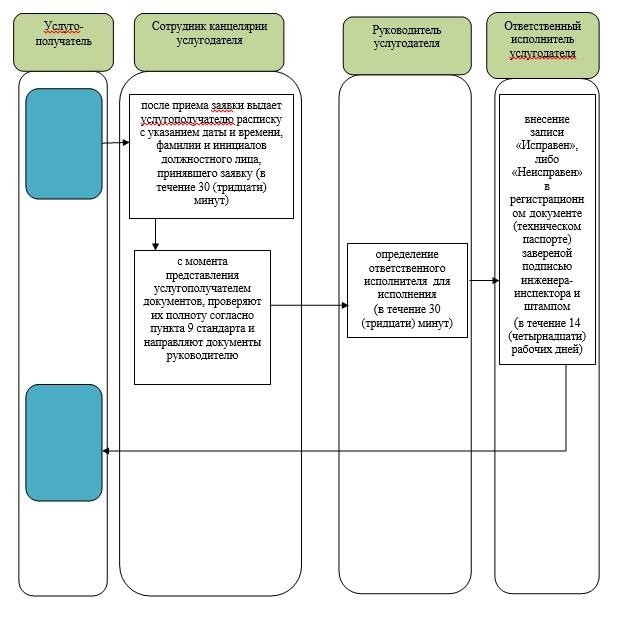 Услуго-
получатель
Сотрудник канцелярии
услугодателя
Руководитель
услугодателя
Ответственный
исполнитель
услугодателя
после приема заявки выдает
услугополучателю расписку
с указанием даты и времени,
фамилии и инициалов
должностного лица,
принявшего заявку (в
течение 30 (тридцати)
минут)
с момента
представления
услугополучателем
документов, проверяют
их полноту согласно
пункта 9 стандарта и
направляют документы
руководителю
определение
ответственного
исполнителя для
исполнения
(в течение 30
(тридцати) минут)
внесение
записи
«Исправен»,
либо
«Неисправен»
в
регистрационн
ом документе
(техническом
паспорте)
завереной
подписью
инженера-
инспектора и
штампом
(в течение 14
(четырнадцати)
рабочих дней)